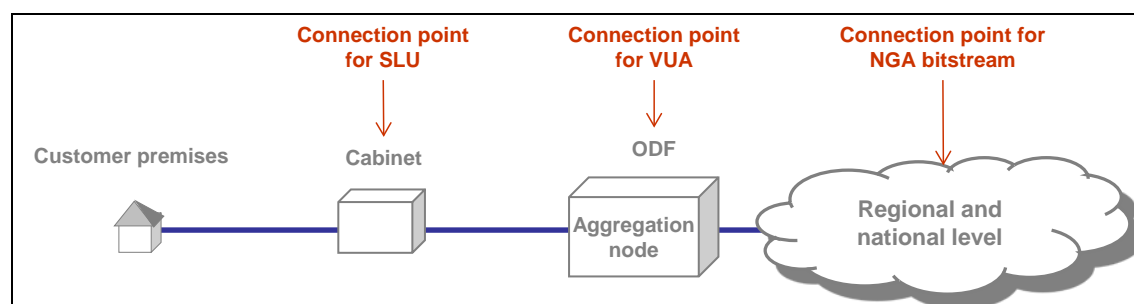 Connection point
for SLU
Connection point
for VUA
Connection point for
NGA bitstream
Customer premises
Cabinet
ODF
Aggregation
node
Regional and
national level